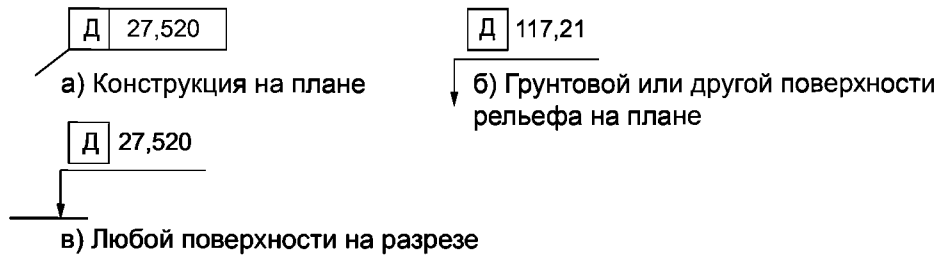 Д 27,520
а) Конструкция на плане
Д 117,21
б) Грунтовой или другой поверхности
рельефа на плане
Д 27,520
в) Любой поверхности на разрезе